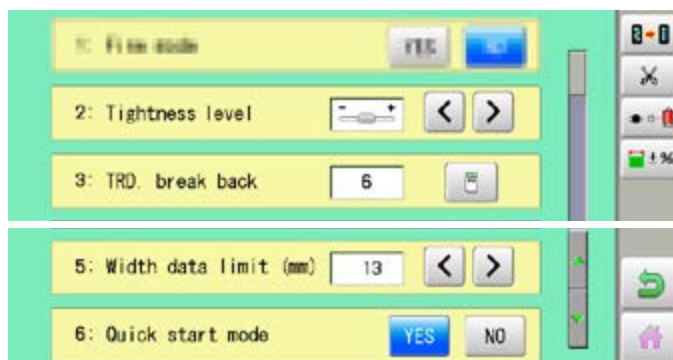 2: Tightness level - +
3: TRD. break back 6
± %
5: Width data limit (mm) 13
6: Quick start mode YES NO